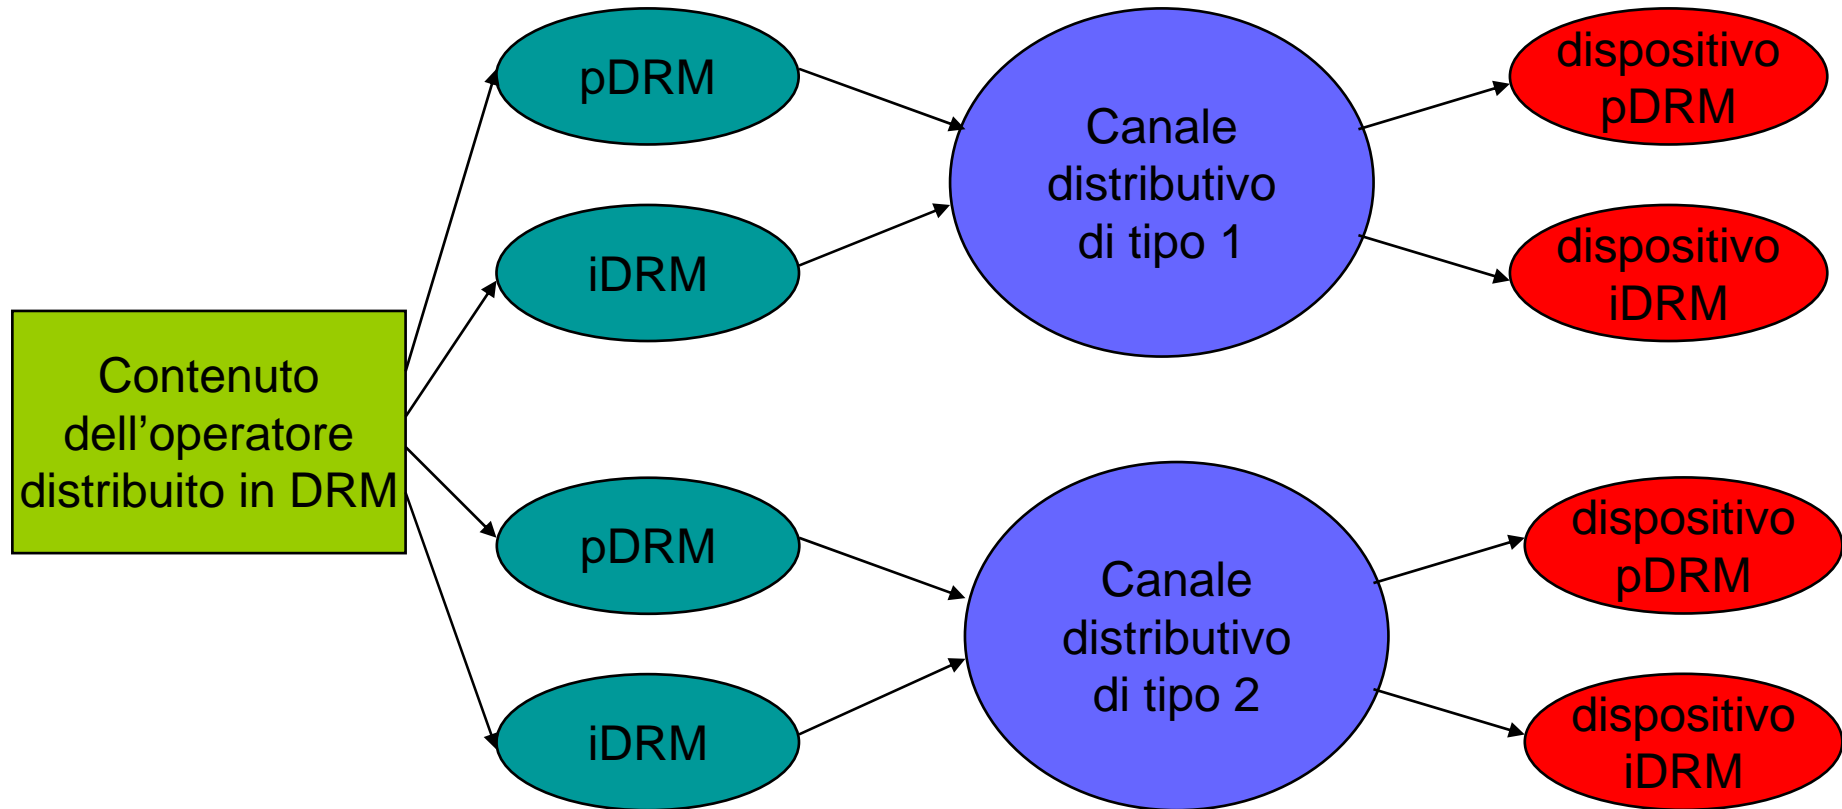 Contenuto
dell’operatore
distribuito in DRM
pDRM
iDRM
pDRM
iDRM
Canale
distributivo
di tipo 1
Canale
distributivo
di tipo 2
dispositivo
pDRM
dispositivo
iDRM
dispositivo
pDRM
dispositivo
iDRM